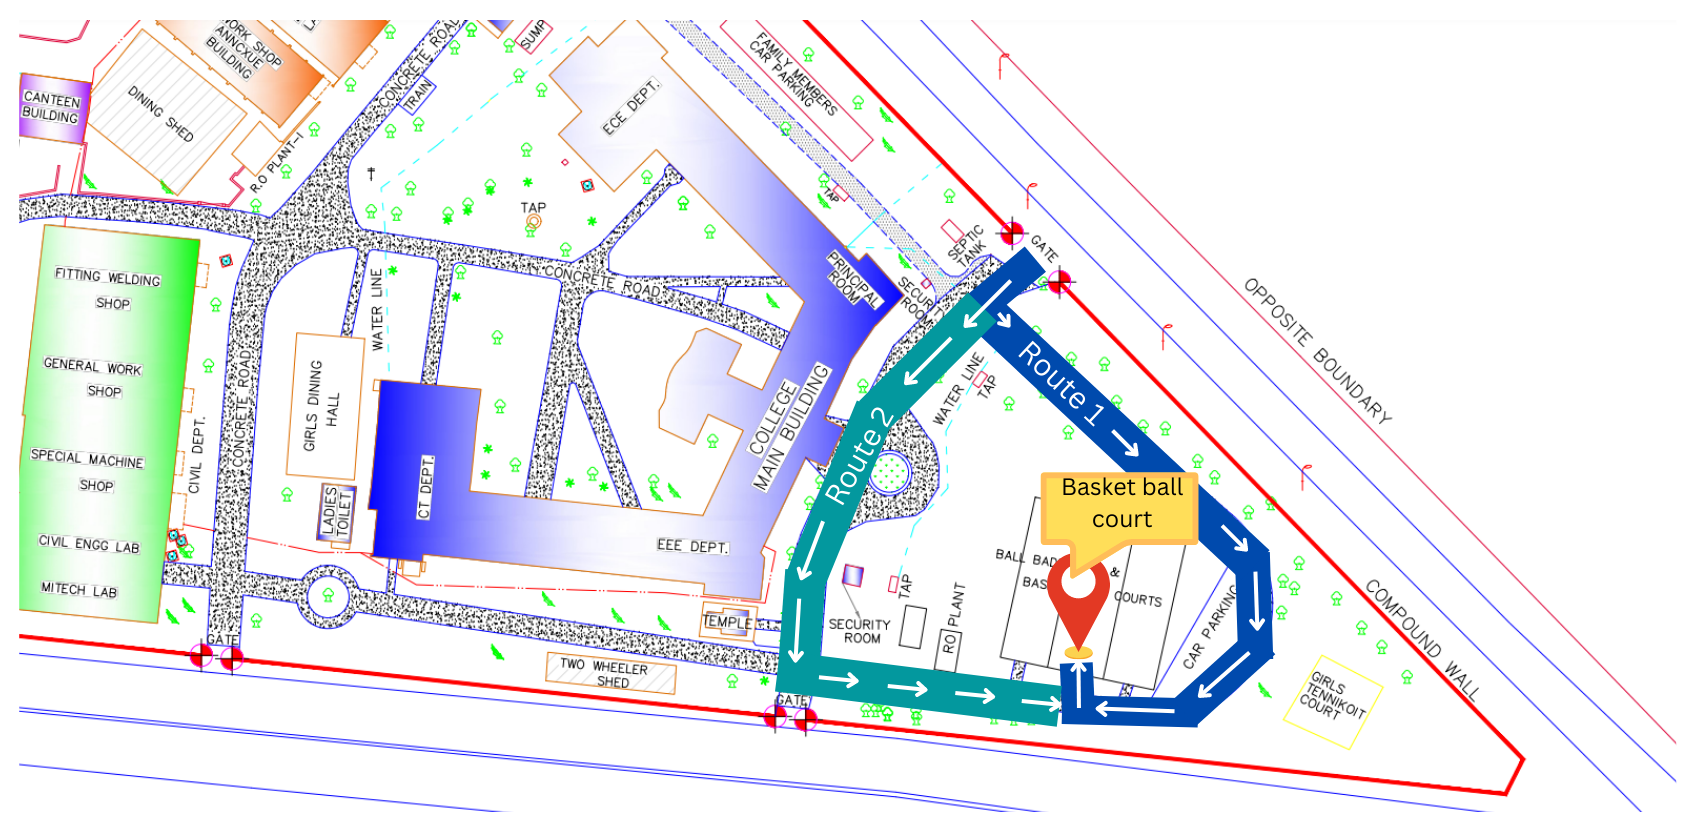 WORK SHOP
ANNCXUE
BUILDING
CANTEEN
BUILDING
DINING SHED
R.O PLANT-I
CONCRETE ROAD
TRAIN
SUMP
ECE DEPT.
FAMILY MEMBERS
CAR PARKING
TAP
TAP
SEPTIC
TANK
GATE
OPPOSITE BOUNDARY
FITTING WELDING
SHOP
GENERAL WORK
SHOP
SPECIAL MACHINE
SHOP
CIVIL ENGG LAB
MITECH LAB
CIVIL DEPT.
CONCRETE ROAD
WATER LINE
CONCRETE ROAD
GIRLS DINING
HALL
LADIES
TOILET
CT DEPT.
PRINCIPAL
ROOM
SECURITY
ROOM
COLLEGE
MAIN BUILDING
EEE DEPT.
TEMPLE
TWO WHEELER
SHED
GATE
GATE
Route 1
Route 2
WATER LINE
TAP
Basket ball
court
BALL BAD
&
BAS
COURTS
CAR PARKING
TAP
RO PLANT
SECURITY
ROOM
GIRLS
TENNIKOIT
COURT
COMPOUND WALL